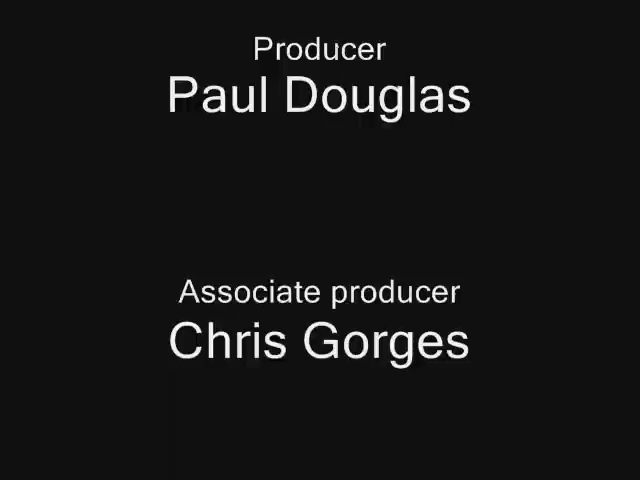 Producer
Paul Douglas
Associate producer
Chris Gorges